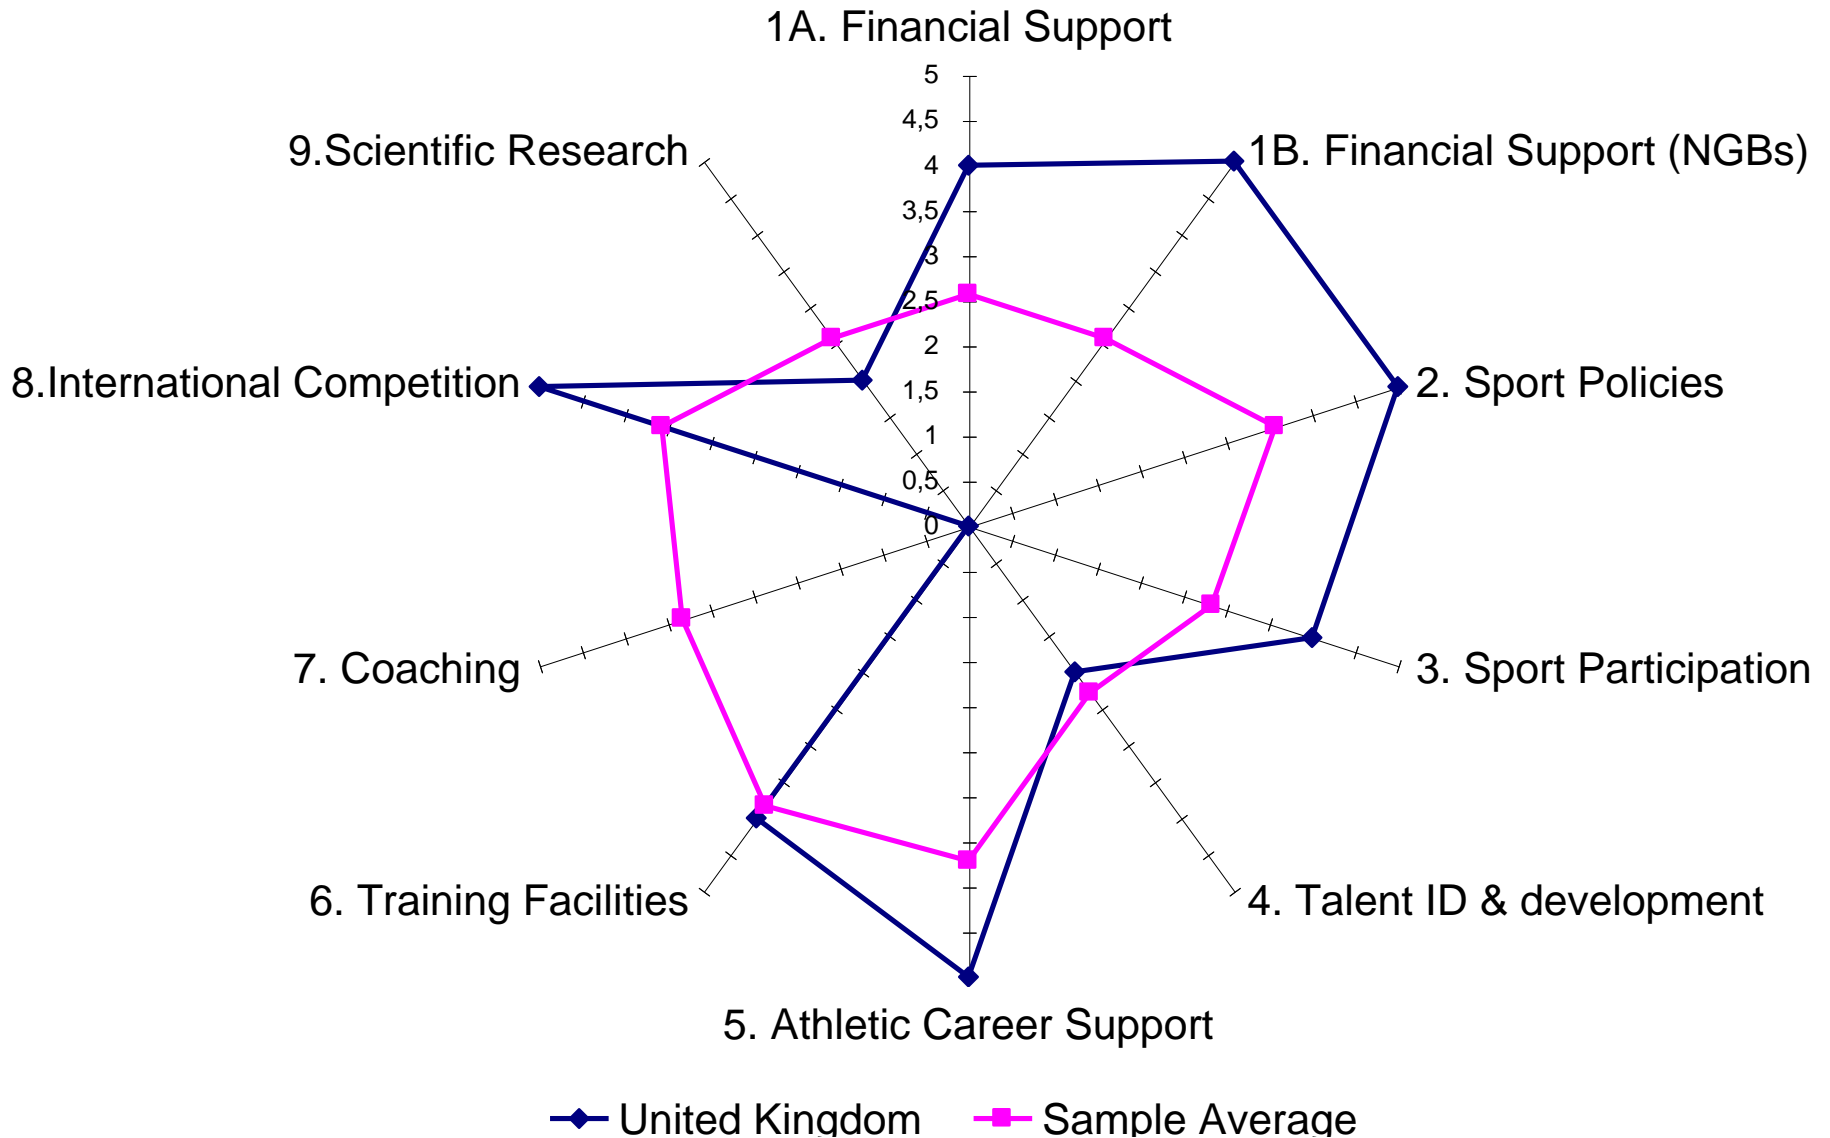 1A. Financial Support
5
4,5
4
3,5
3
2,5
2
1,5
1
0,5
0
1B. Financial Support (NGBs)
2. Sport Policies
3. Sport Participation
4. Talent ID & development
5. Athletic Career Support
6. Training Facilities
7. Coaching
8.International Competition
9.Scientific Research
United Kingdom
Sample Average